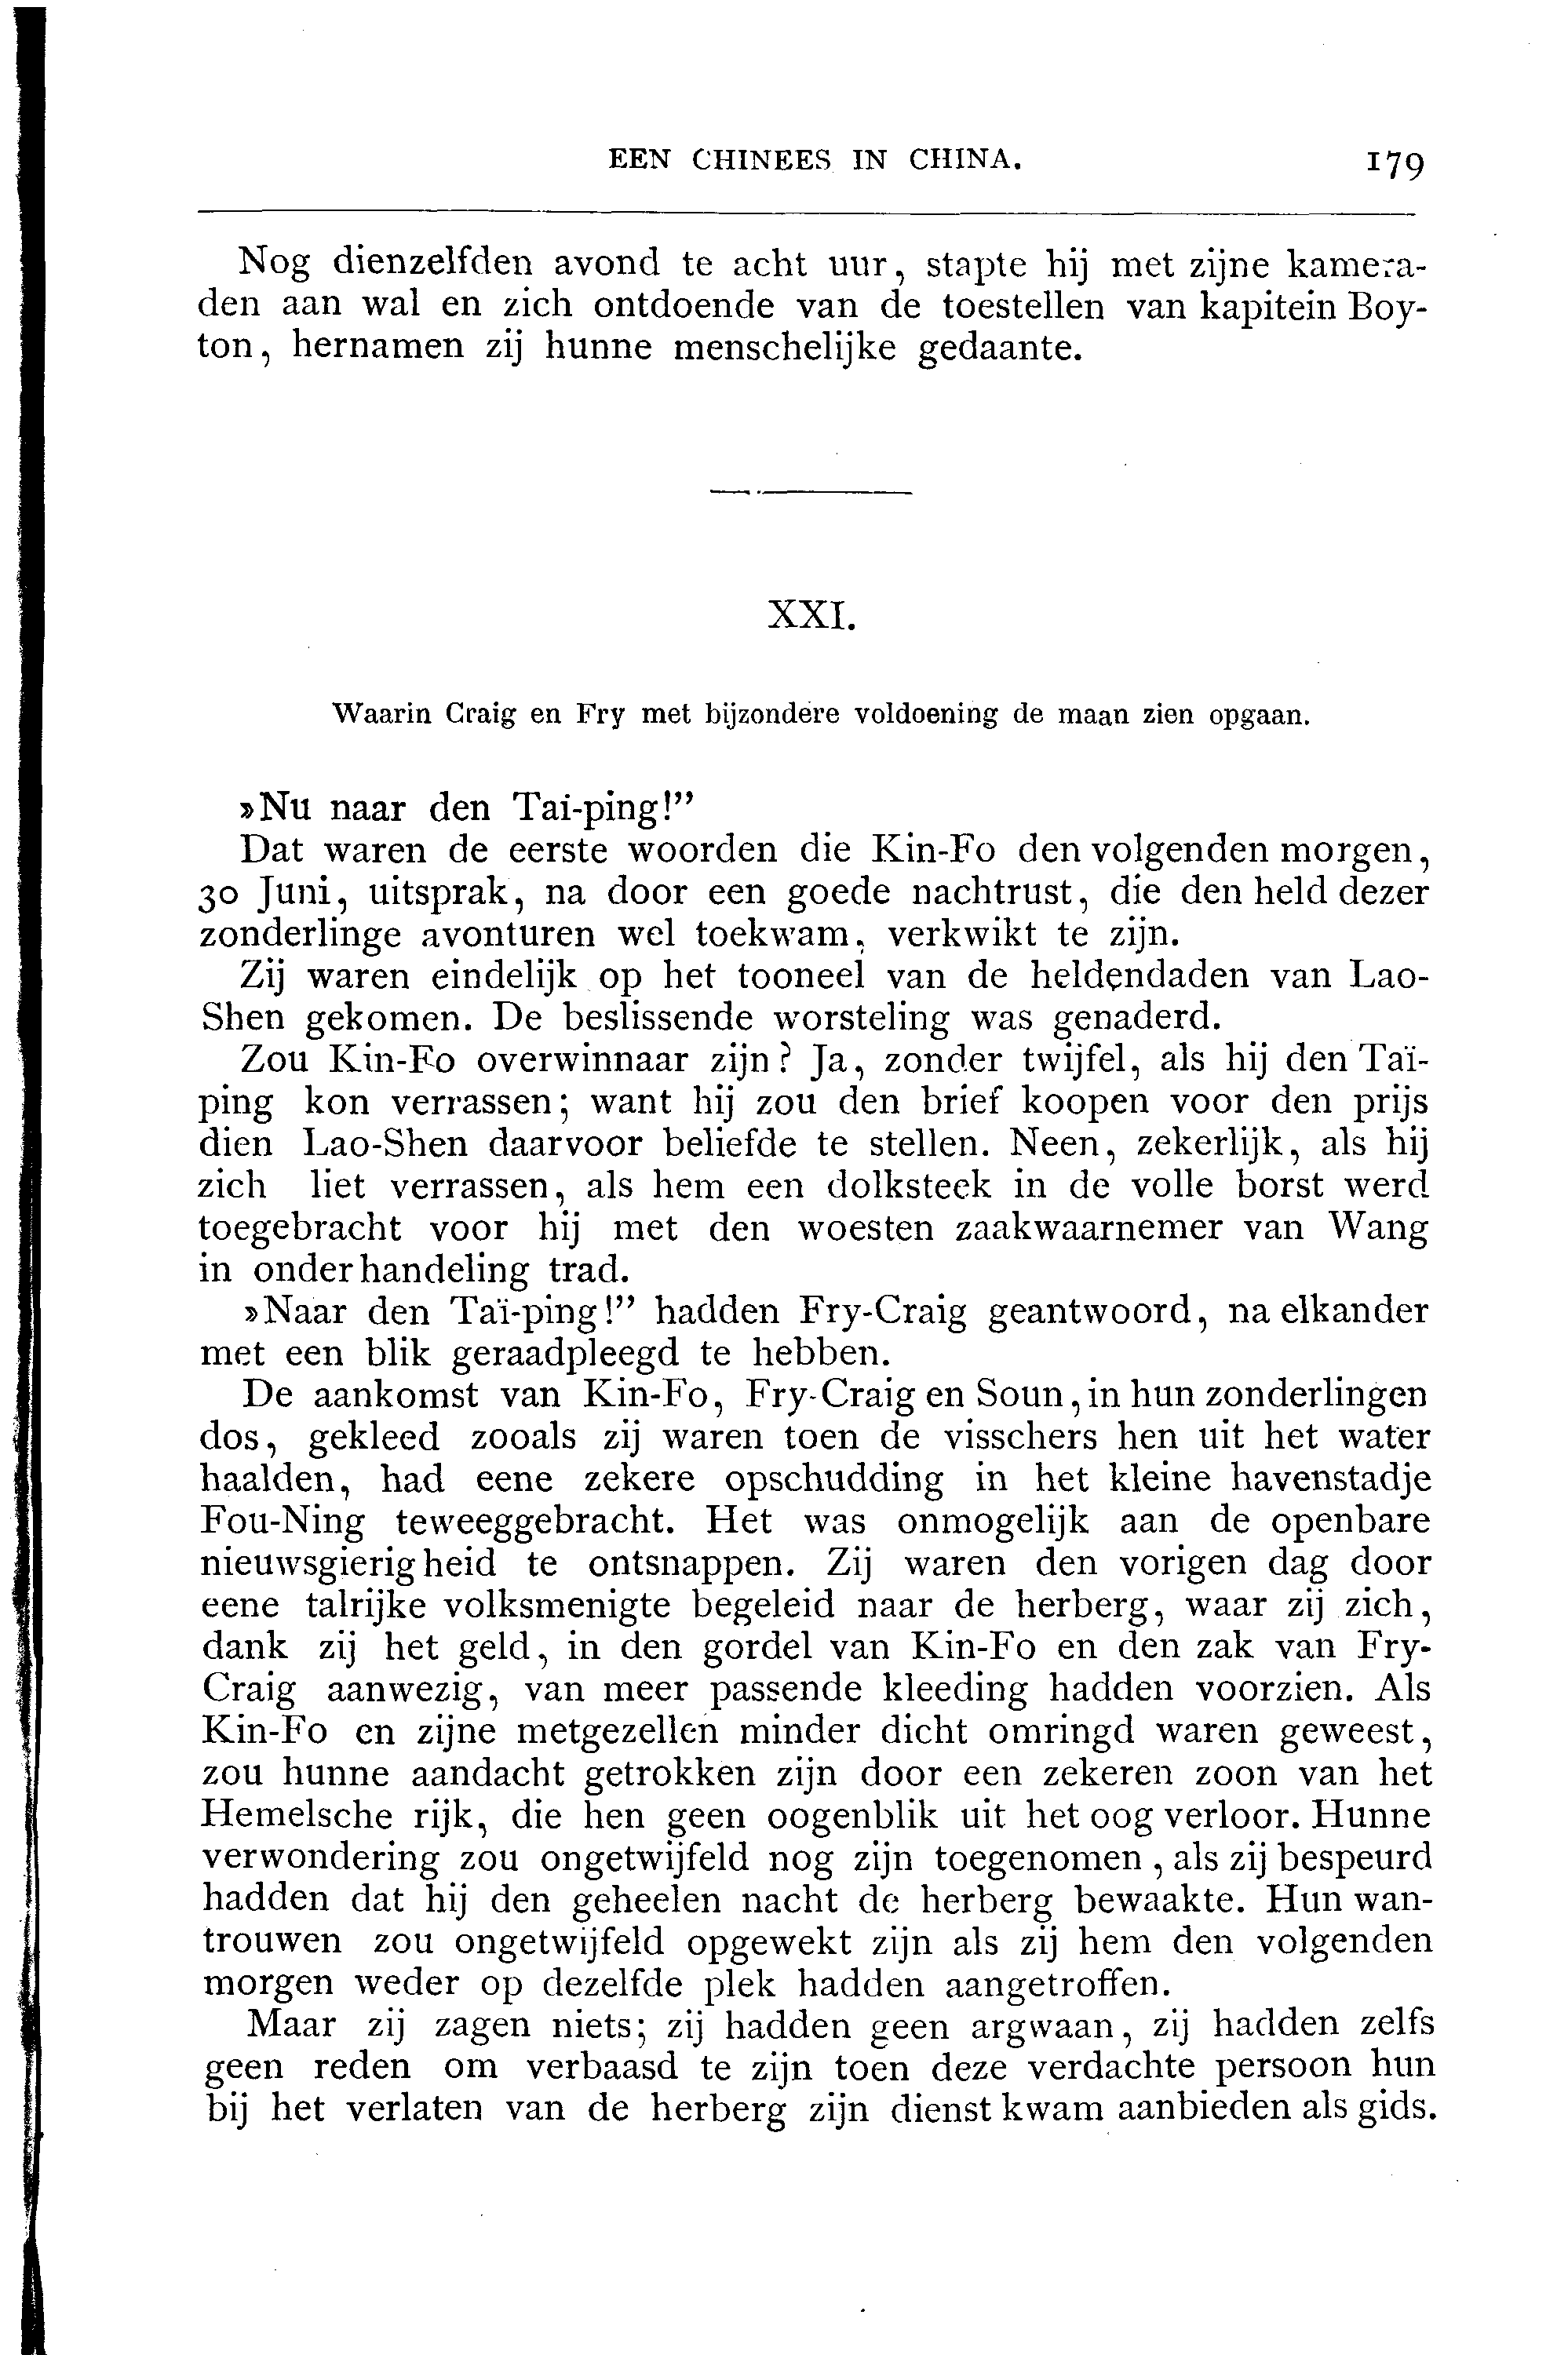 EEN CHINEES IN CHINA. 179
Nog dienzelfden avond te acht uur, stapte hij met zijne kamera-
den aan wal en zich ontdoende van de toestellen van kapitein Boy-
ton, hernamen zij hunne menschelijke gedaante.
XXI.
Waarin Craig en Fry met bijzondere voldoening de maan zien opgaan.
»Nu naar den Tai-ping!”
Dat waren de eerste woorden die Kin-Fo den volgenden morgen,
30 Juni, uitsprak, na door een goede nachtrust, die den held dezer
zonderlinge avonturen wel toekwam, verkwikt te zijn.
Zij waren eindelijk op het tooneel van de heldendaden van Lao-
Shen gekomen. De beslissende worsteling was genaderd.
Zou Kin-Fo overwinnaar zijn? Ja, zonder twijfel, als hij den Taï-
ping kon verrassen; want hij zou den brief koopen voor den prijs
dien Lao-Shen daarvoor beliefde te stellen. Neen, zekerlijk, als hij
zich liet verrassen, als hem een dolksteek in de volle borst werd
toegebracht voor hij met den woesten zaakwaarnemer van Wang
in onderhandeling trad.
»Naar den Taï-ping!” hadden Fry-Craig geantwoord, na elkander
met een blik geraadpleegd te hebben.
De aankomst van Kin-Fo, Fry-Craig en Soun, in hun zonderlingen
dos, gekleed zooals zij waren toen de visschers hen uit het water
haalden, had eene zekere opschudding in het kleine havenstadje
Fou-Ning teweeggebracht. Het was onmogelijk aan de openbare
nieuwsgierigheid te ontsnappen. Zij waren den vorigen dag door
eene talrijke volksmenigte begeleid naar de herberg, waar zij zich,
dank zij het geld, in den gordel van Kin-Fo en den zak van Fry-
Craig aanwezig, van meer passende kleeding hadden voorzien. Als
Kin-Fo en zijne metgezellen minder dicht omringd waren geweest,
zou hunne aandacht getrokken zijn door een zekeren zoon van het
Hemelsche rijk, die hen geen oogenblik uit het oog verloor. Hunne
verwondering zou ongetwijfeld nog zijn toegenomen, als zij bespeurd
hadden dat hij den geheelen nacht de herberg bewaakte. Hun wan-
trouwen zou ongetwijfeld opgewekt zijn als zij hem den volgenden
morgen weder op dezelfde plek hadden aangetroffen.
Maar zij zagen niets; zij hadden geen argwaan, zij hadden zelfs
geen reden om verbaasd te zijn toen deze verdachte persoon hun
bij het verlaten van de herberg zijn dienst kwam aanbieden als gids.